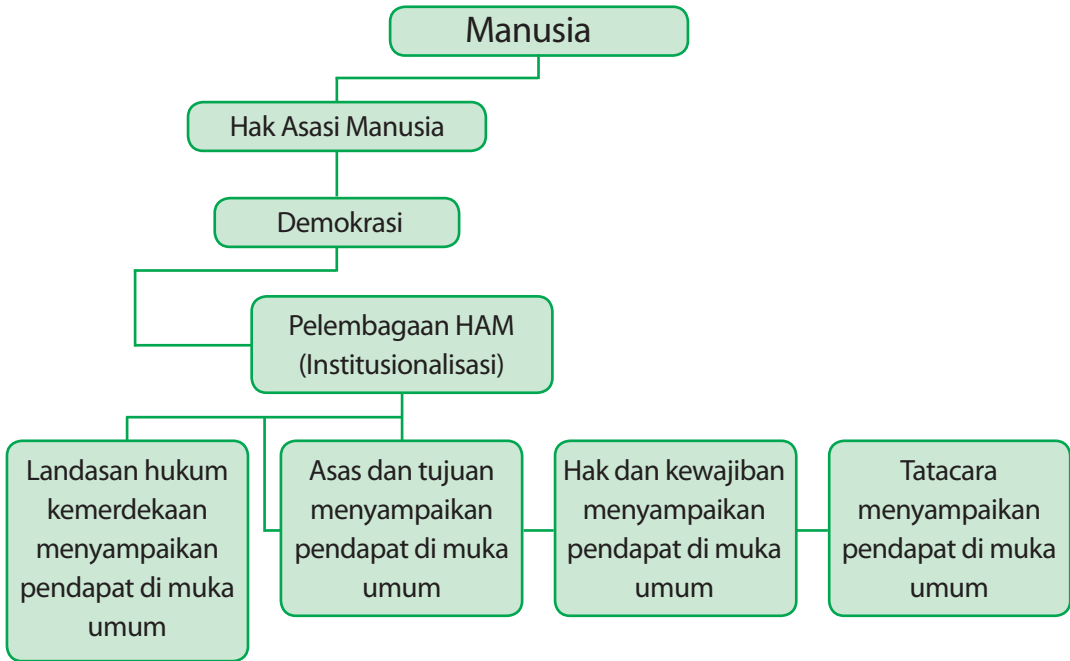 Manusia
Hak Asasi Manusia
Demokrasi
Pelembagaan HAM
(Institusionalisasi)
Landasan hukum
kemerdekaan
menyampaikan
pendapat di muka
umum
Asas dan tujuan
menyampaikan
pendapat di muka
umum
Hak dan kewajiban
menyampaikan
pendapat di muka
umum
Tatacara
menyampaikan
pendapat di muka
umum